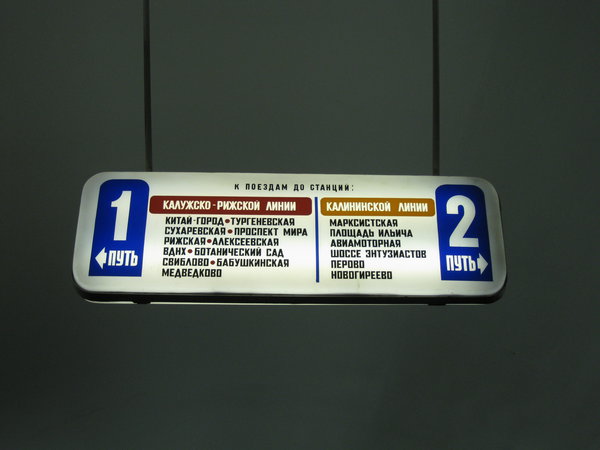 К ПОЕЗДАМ ДО СТАНЦИЙ:
1
ПУТЬ
КАЛУЖСКО-РИЖСКОЙ ЛИНИИ
КИТАЙ-ГОРОД•ТУРГЕНЕВСКАЯ
СУХАРЕВСКАЯ•ПРОСПЕКТ МИРА
РИЖСКАЯ•АЛЕКСЕЕВСКАЯ
ВДНХ•БОТАНИЧЕСКИЙ САД
СВИБЛОВО•БАБУШКИНСКАЯ
МЕДВЕДКОВО
КАЛИНИНСКОЙ ЛИНИИ
МАРКСИСТСКАЯ
ПЛОЩАДЬ ИЛЬИЧА
АВИАМОТОРНАЯ
ШОССЕ ЭНТУЗИАСТОВ
ПЕРОВО
НОВОГИРЕЕВО
2
ПУТЬ